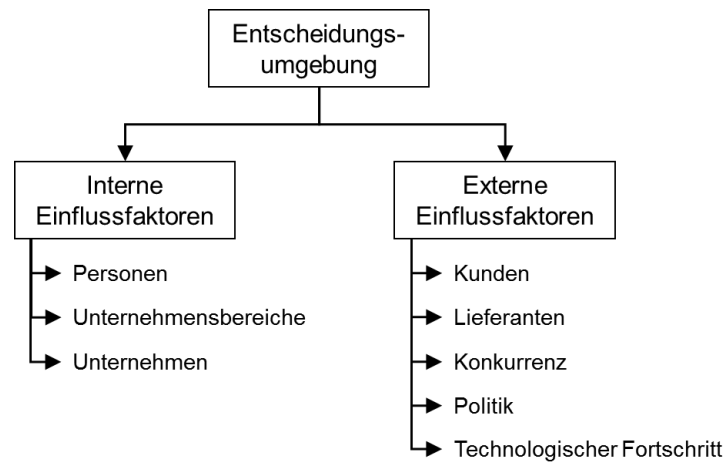 Entscheidungs-
umgebung
Interne
Einflussfaktoren
Personen
Unternehmensbereiche
Unternehmen
Externe
Einflussfaktoren
Kunden
Lieferanten
Konkurrenz
Politik
Technologischer Fortschritt